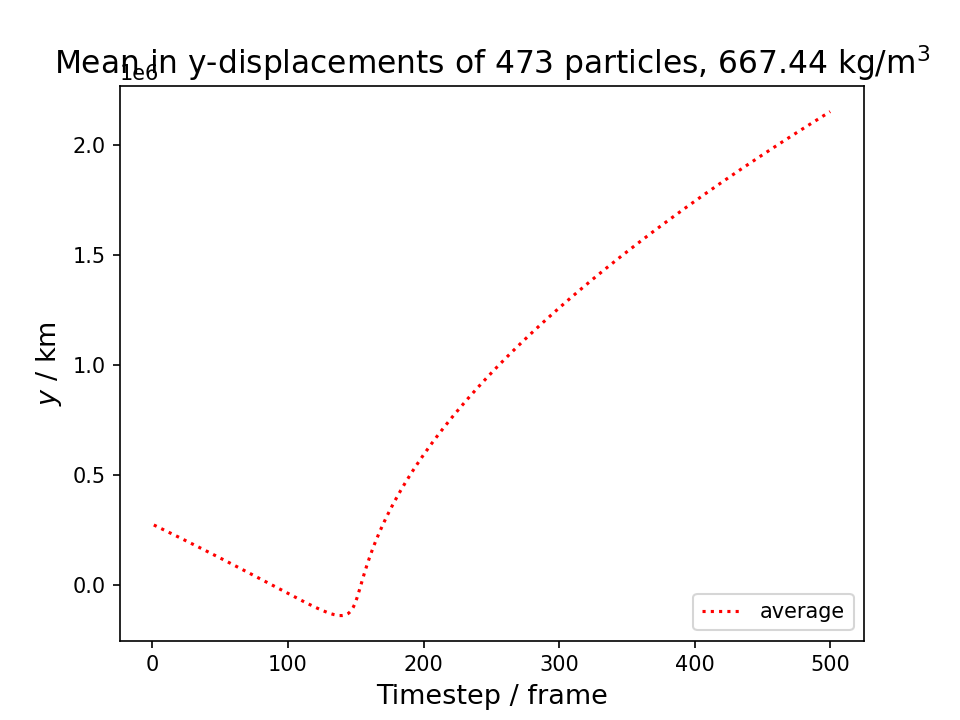 Mean in y-displacements of 473 particles, 667.44 kg/m³
1e6
2.0
1.5
1.0
0.5
0.0
y / km
average
0 100 200 300 400 500
Timestep / frame